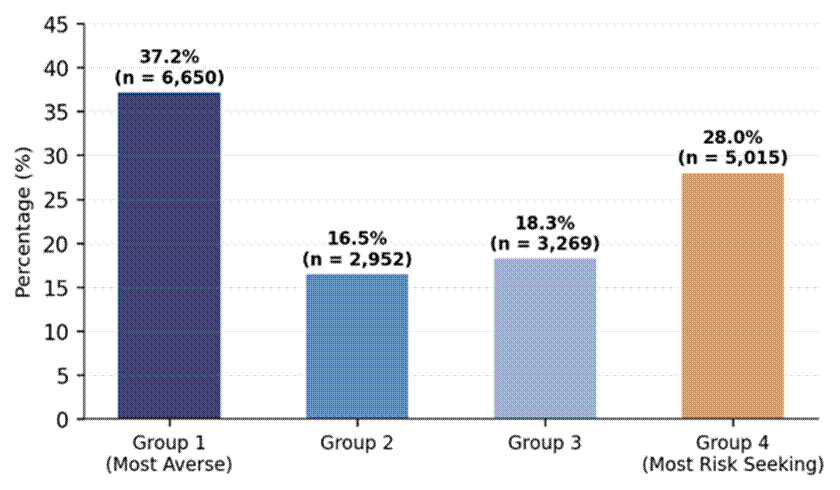 Percentage (%)
45
40
35
30
25
20
15
10
5
0
37.2%
(n = 6,650)
16.5%
(n = 2,952)
18.3%
(n = 3,269)
28.0%
(n = 5,015)
Group 1
(Most Averse)
Group 2
Group 3
Group 4
(Most Risk Seeking)